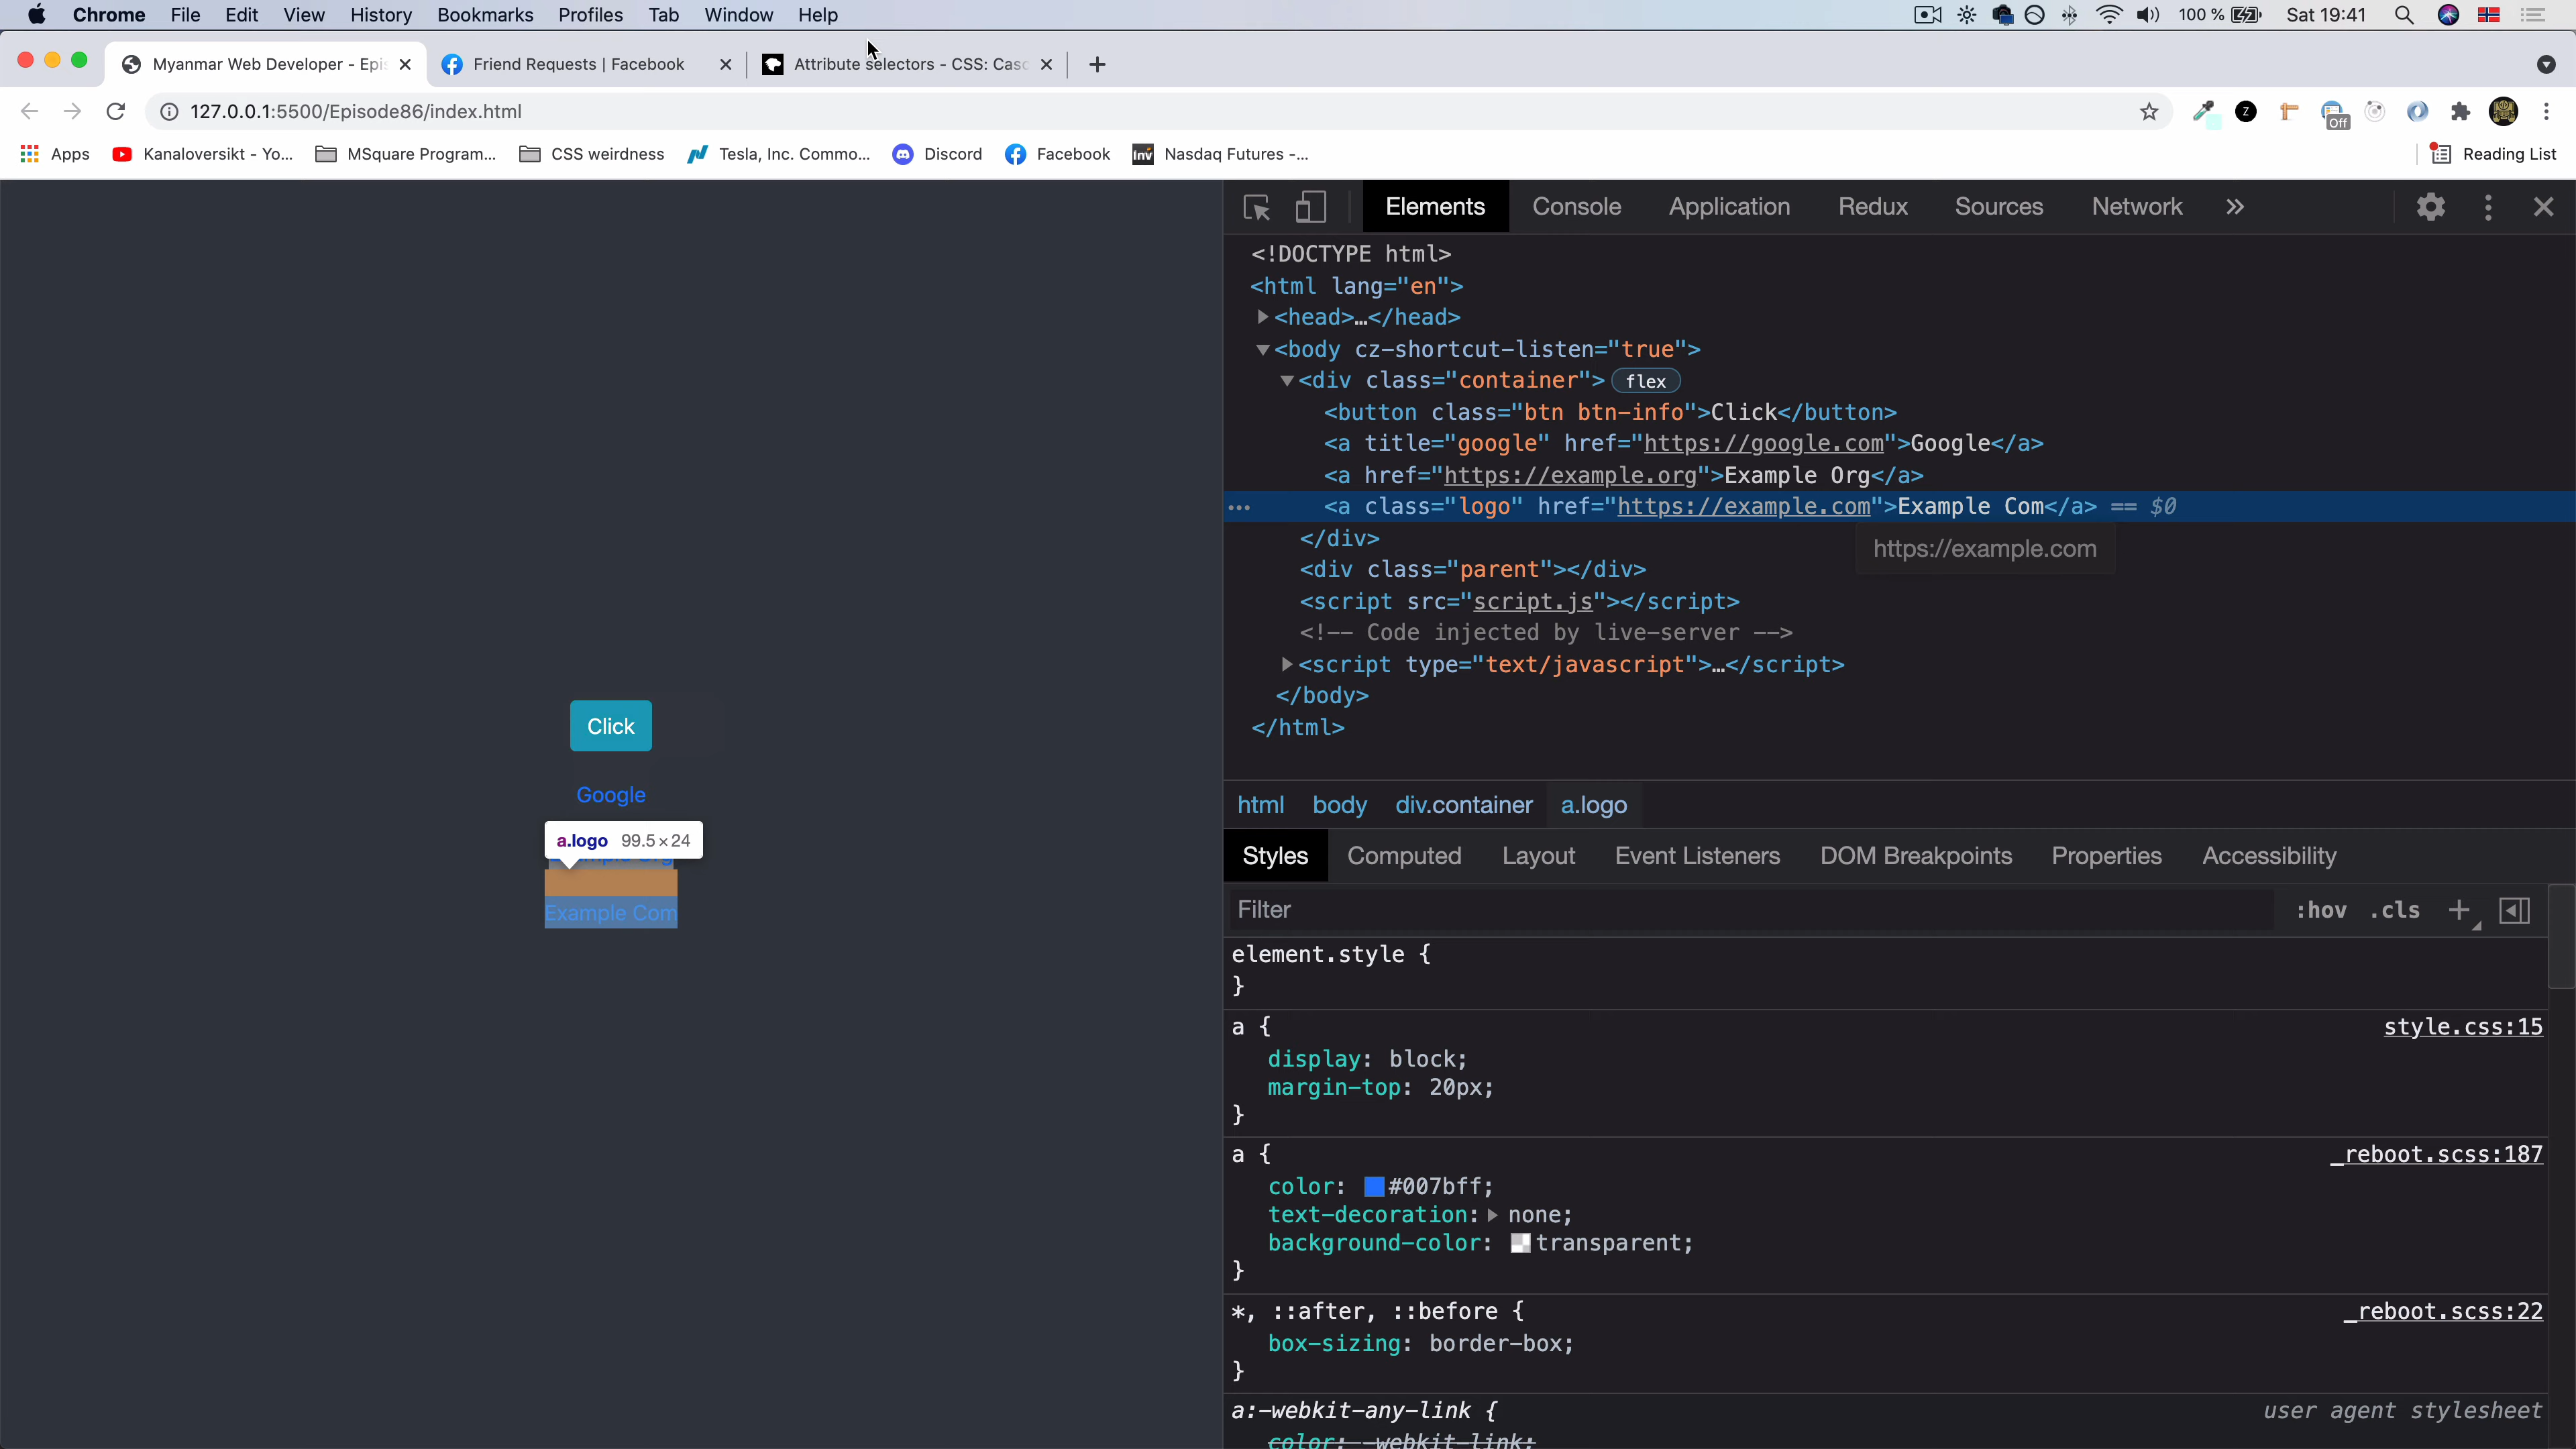 Chrome File Edit View History Bookmarks Profiles Tab Window Help 100 % Sat 19:41
Myanmar Web Developer - Epis Friend Requests | Facebook Attribute selectors - CSS: Casc
127.0.0.1:5500/Episode86/index.html Z Off
Apps Kanaloversikt - Yo... MSquare Program... CSS weirdness Tesla, Inc. Commo... Discord Facebook Inv Nasdaq Futures -... Reading List
Elements Console Application Redux Sources Network
<!DOCTYPE html>
<html lang="en">
<head>…</head>
<body cz-shortcut-listen="true">
<div class="container"> flex
<button class="btn btn-info">Click</button>
<a title="google" href="https://google.com">Google</a>
<a href="https://example.org">Example Org</a>
<a class="logo" href="https://example.com">Example Com</a> == $0
</div>
https://example.com
<div class="parent"></div>
<script src="script.js"></script>
<!-- Code injected by live-server -->
<script type="text/javascript">…</script>
</body>
</html>
Click
Google
a.logo 99.5×24
Example Com
html body div.container a.logo
Styles Computed Layout Event Listeners DOM Breakpoints Properties Accessibility
Filter :hov .cls +
element.style {
}
a { style.css:15
display: block;
margin-top: 20px;
}
a { _reboot.scss:187
color: #007bff;
text-decoration: none;
background-color: transparent;
}
*, ::after, ::before { _reboot.scss:22
box-sizing: border-box;
}
a:-webkit-any-link { user agent stylesheet
color: -webkit-link;